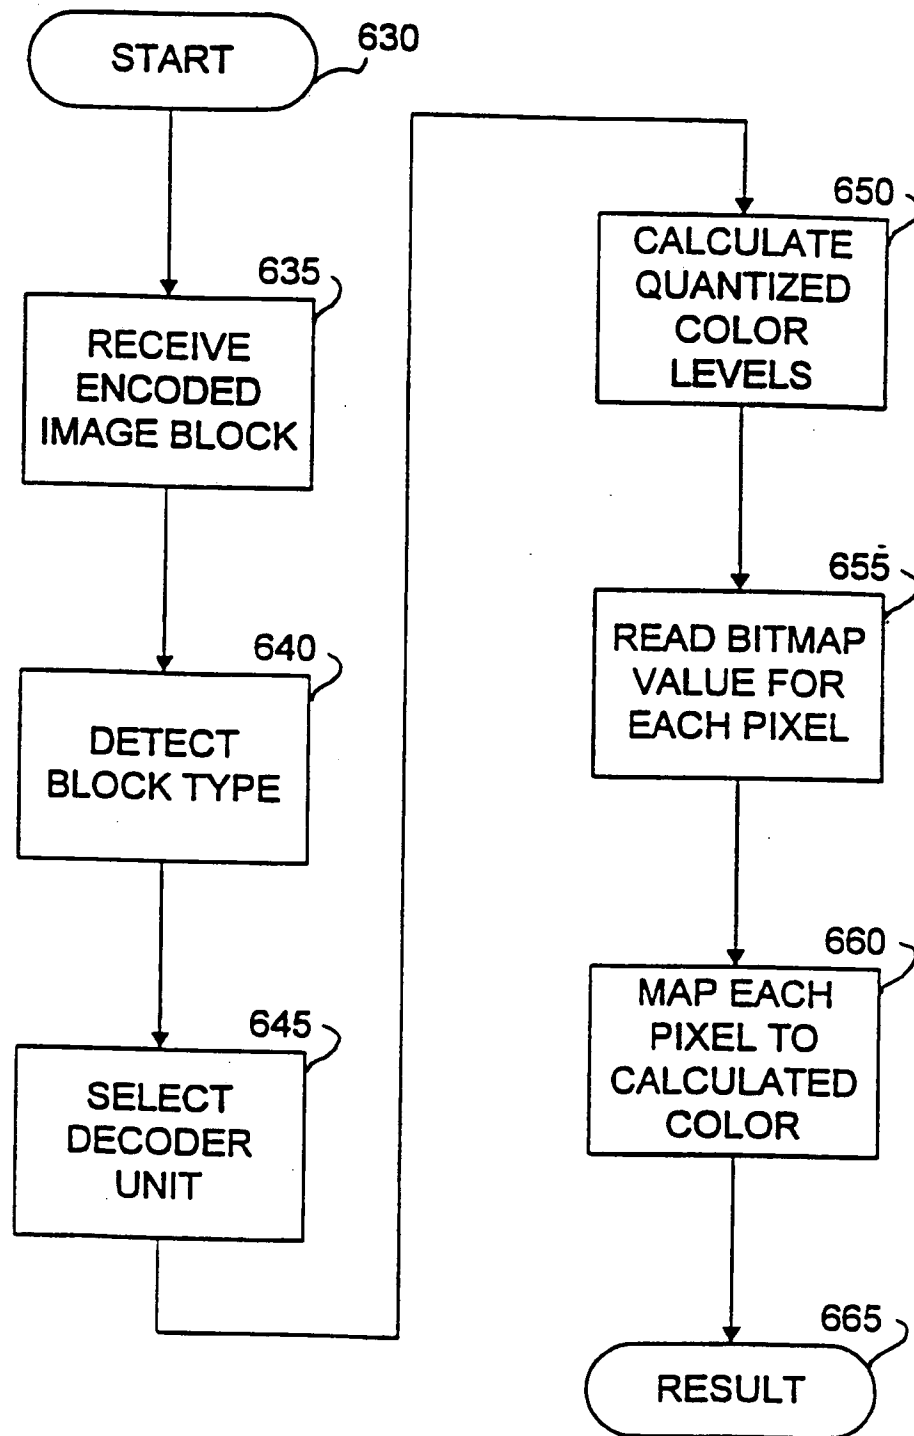 START
630
635
RECEIVE
ENCODED
IMAGE BLOCK
640
DETECT
BLOCK TYPE
645
SELECT
DECODER
UNIT
650
CALCULATE
QUANTIZED
COLOR
LEVELS
655
READ BITMAP
VALUE FOR
EACH PIXEL
660
MAP EACH
PIXEL TO
CALCULATED
COLOR
665
RESULT